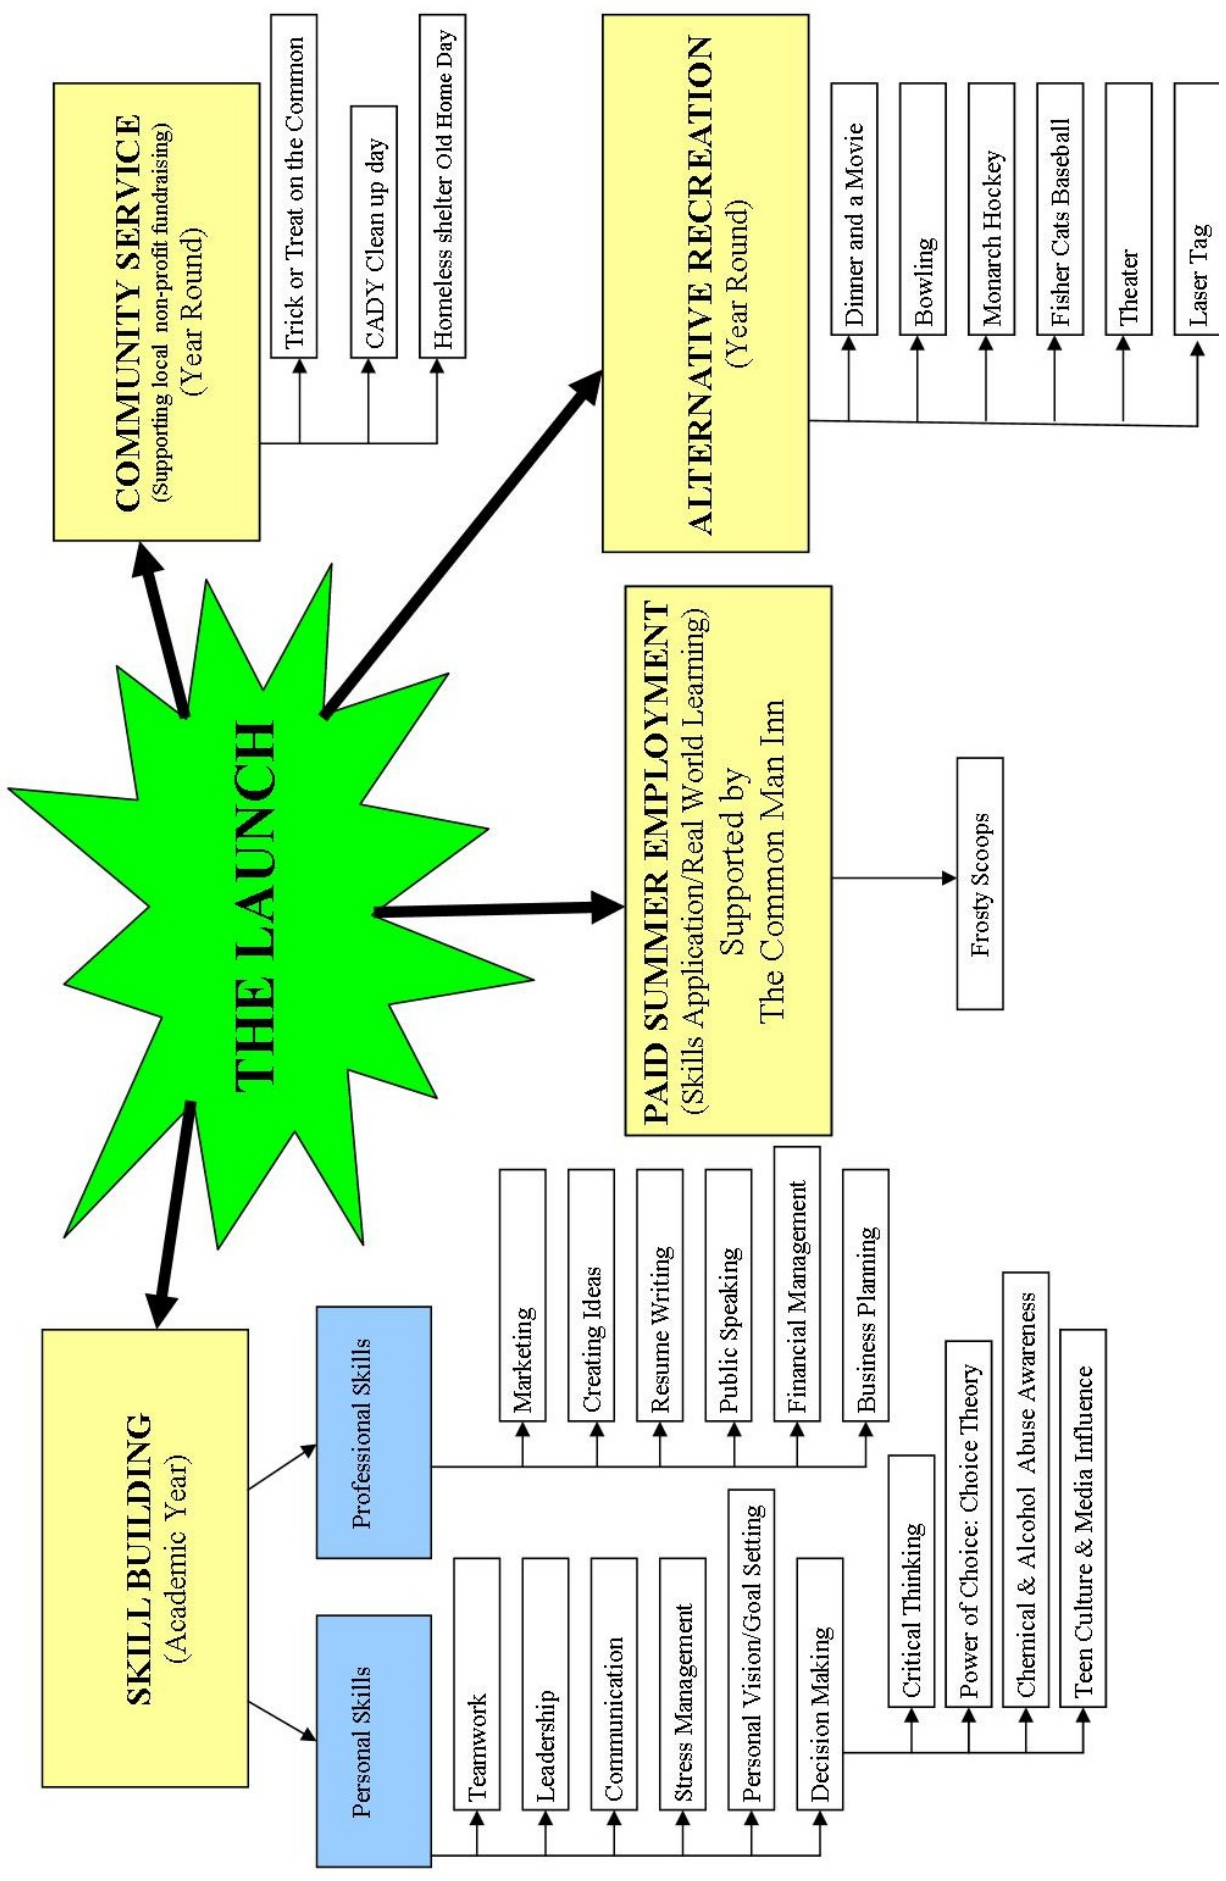 THE LAUNCH
SKILL BUILDING
(Academic Year)
Personal Skills
Teamwork
Leadership
Communication
Stress Management
Personal Vision/Goal Setting
Decision Making
Critical Thinking
Power of Choice: Choice Theory
Chemical & Alcohol Abuse Awareness
Teen Culture & Media Influence
Professional Skills
Marketing
Creating Ideas
Resume Writing
Public Speaking
Financial Management
Business Planning
PAID SUMMER EMPLOYMENT
(Skills Application/Real World Learning)
Supported by
The Common Man Inn
Frosty Scoops
COMMUNITY SERVICE
(Supporting local non-profit fundraising)
(Year Round)
Trick or Treat on the Common
CADY Clean up day
Homeless shelter Old Home Day
ALTERNATIVE RECREATION
(Year Round)
Dinner and a Movie
Bowling
Monarch Hockey
Fisher Cats Baseball
Theater
Laser Tag